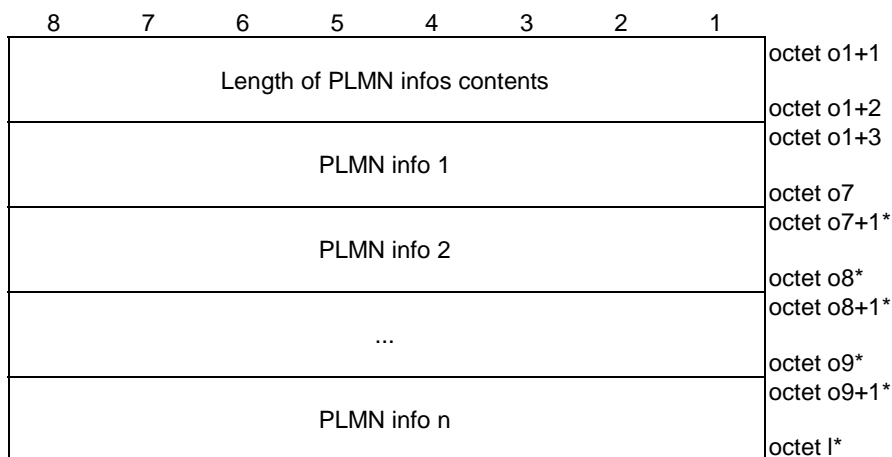 8 7 6 5 4 3 2 1
octet o1+1
Length of PLMN infos contents
octet o1+2
octet o1+3
PLMN info 1
octet o7
octet o7+1*
PLMN info 2
octet o8*
octet o8+1*
...
octet o9*
octet o9+1*
PLMN info n
octet l*